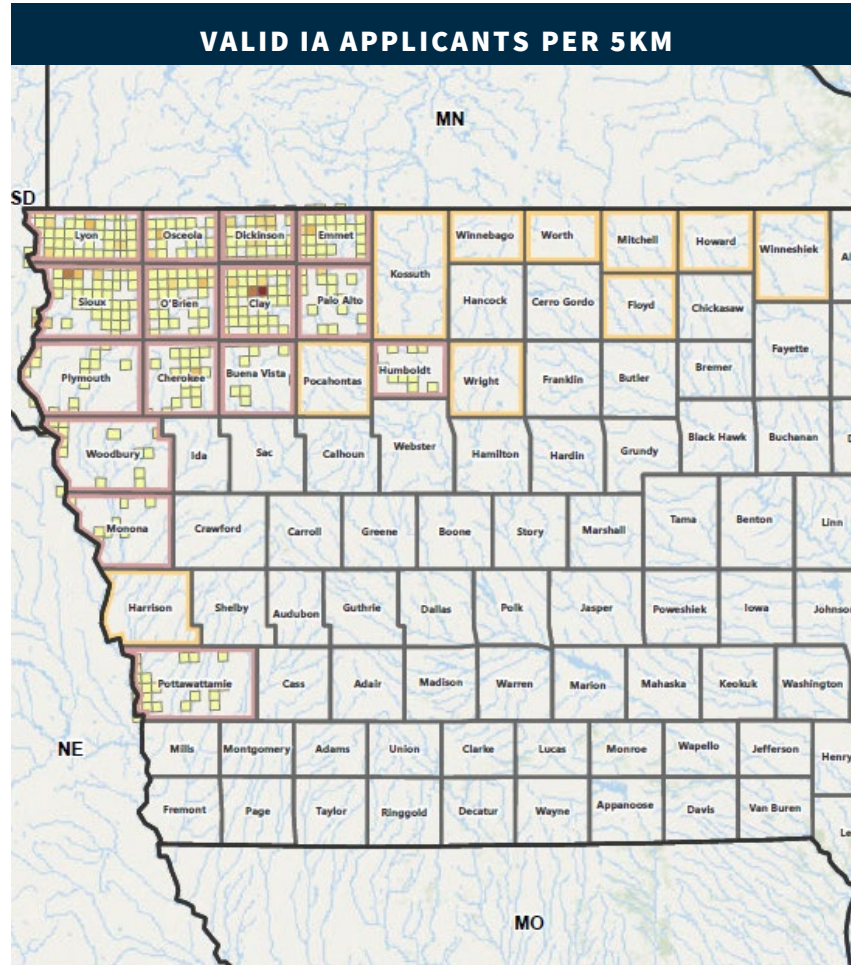 VALID IA APPLICANTS PER 5KM
MN
SD
Lyon
Osceola
Dickinson
Emmet
Kossuth
Winnebago
Worth
Mitchell
Howard
Winneshiek
Sioux
O'Brien
Clay
Palo Alto
Hancock
Cerro Gordo
Floyd
Chickasaw
Fayette
Plymouth
Cherokee
Buena Vista
Pocahontas
Humboldt
Wright
Franklin
Butler
Bremer
Woodbury
Ida
Sac
Calhoun
Webster
Hamilton
Hardin
Grundy
Black Hawk
Buchanan
Monona
Crawford
Carroll
Greene
Boone
Story
Marshall
Tama
Benton
Linn
Harrison
Shelby
Audubon
Guthrie
Dallas
Polk
Jasper
Poweshiek
Iowa
Johnso
Pottawattamie
Cass
Adair
Madison
Warren
Marion
Mahaska
Keokuk
Washington
NE
Mills
Montgomery
Adams
Union
Clarke
Lucas
Monroe
Wapello
Jefferson
Henry
Fremont
Page
Taylor
Ringgold
Decatur
Wayne
Appanoose
Davis
Van Buren
Le
MO